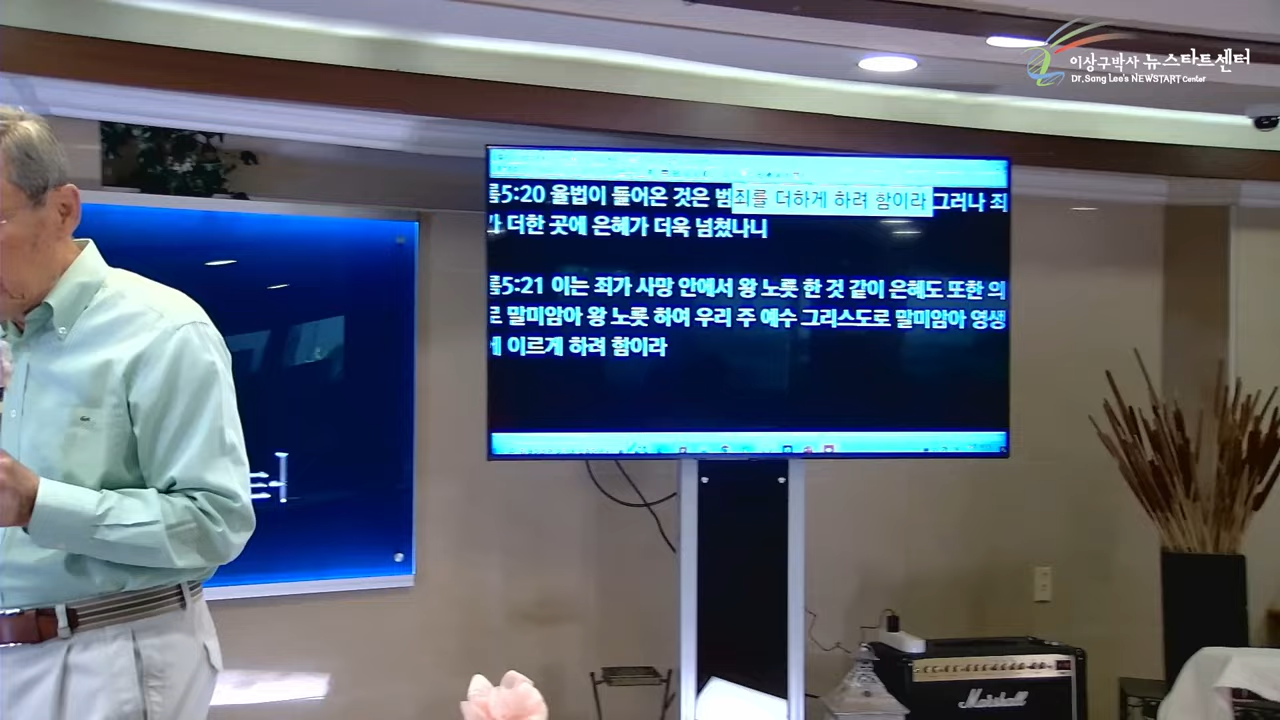 이상구박사 뉴스타트센터
Dr. Sang Lee's NEWSTART Center
롬5:20 율법이 들어온 것은 범죄를 더하게 하려 함이라 그러나 죄
가 더한 곳에 은혜가 더욱 넘쳤나니
롬5:21 이는 죄가 사망 안에서 왕 노릇 한 것 같이 은혜도 또한 의
로 말미암아 왕 노릇 하여 우리 주 예수 그리스도로 말미암아 영생
에 이르게 하려 함이라
터
Marshall